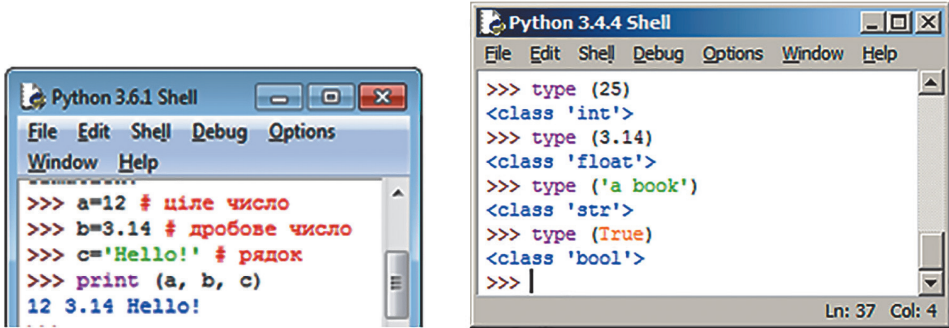 Python 3.6.1 Shell
File Edit Shell Debug Options
Window Help
>>> a=12 # ціле число
>>> b=3.14 # дробове число
>>> c='Hello!' # рядок
>>> print (a, b, c)
12 3.14 Hello!
Python 3.4.4 Shell
File Edit Shell Debug Options Window Help
>>> type (25)
<class 'int'>
>>> type (3.14)
<class 'float'>
>>> type ('a book')
<class 'str'>
>>> type (True)
<class 'bool'>
>>>
Ln: 37 Col: 4